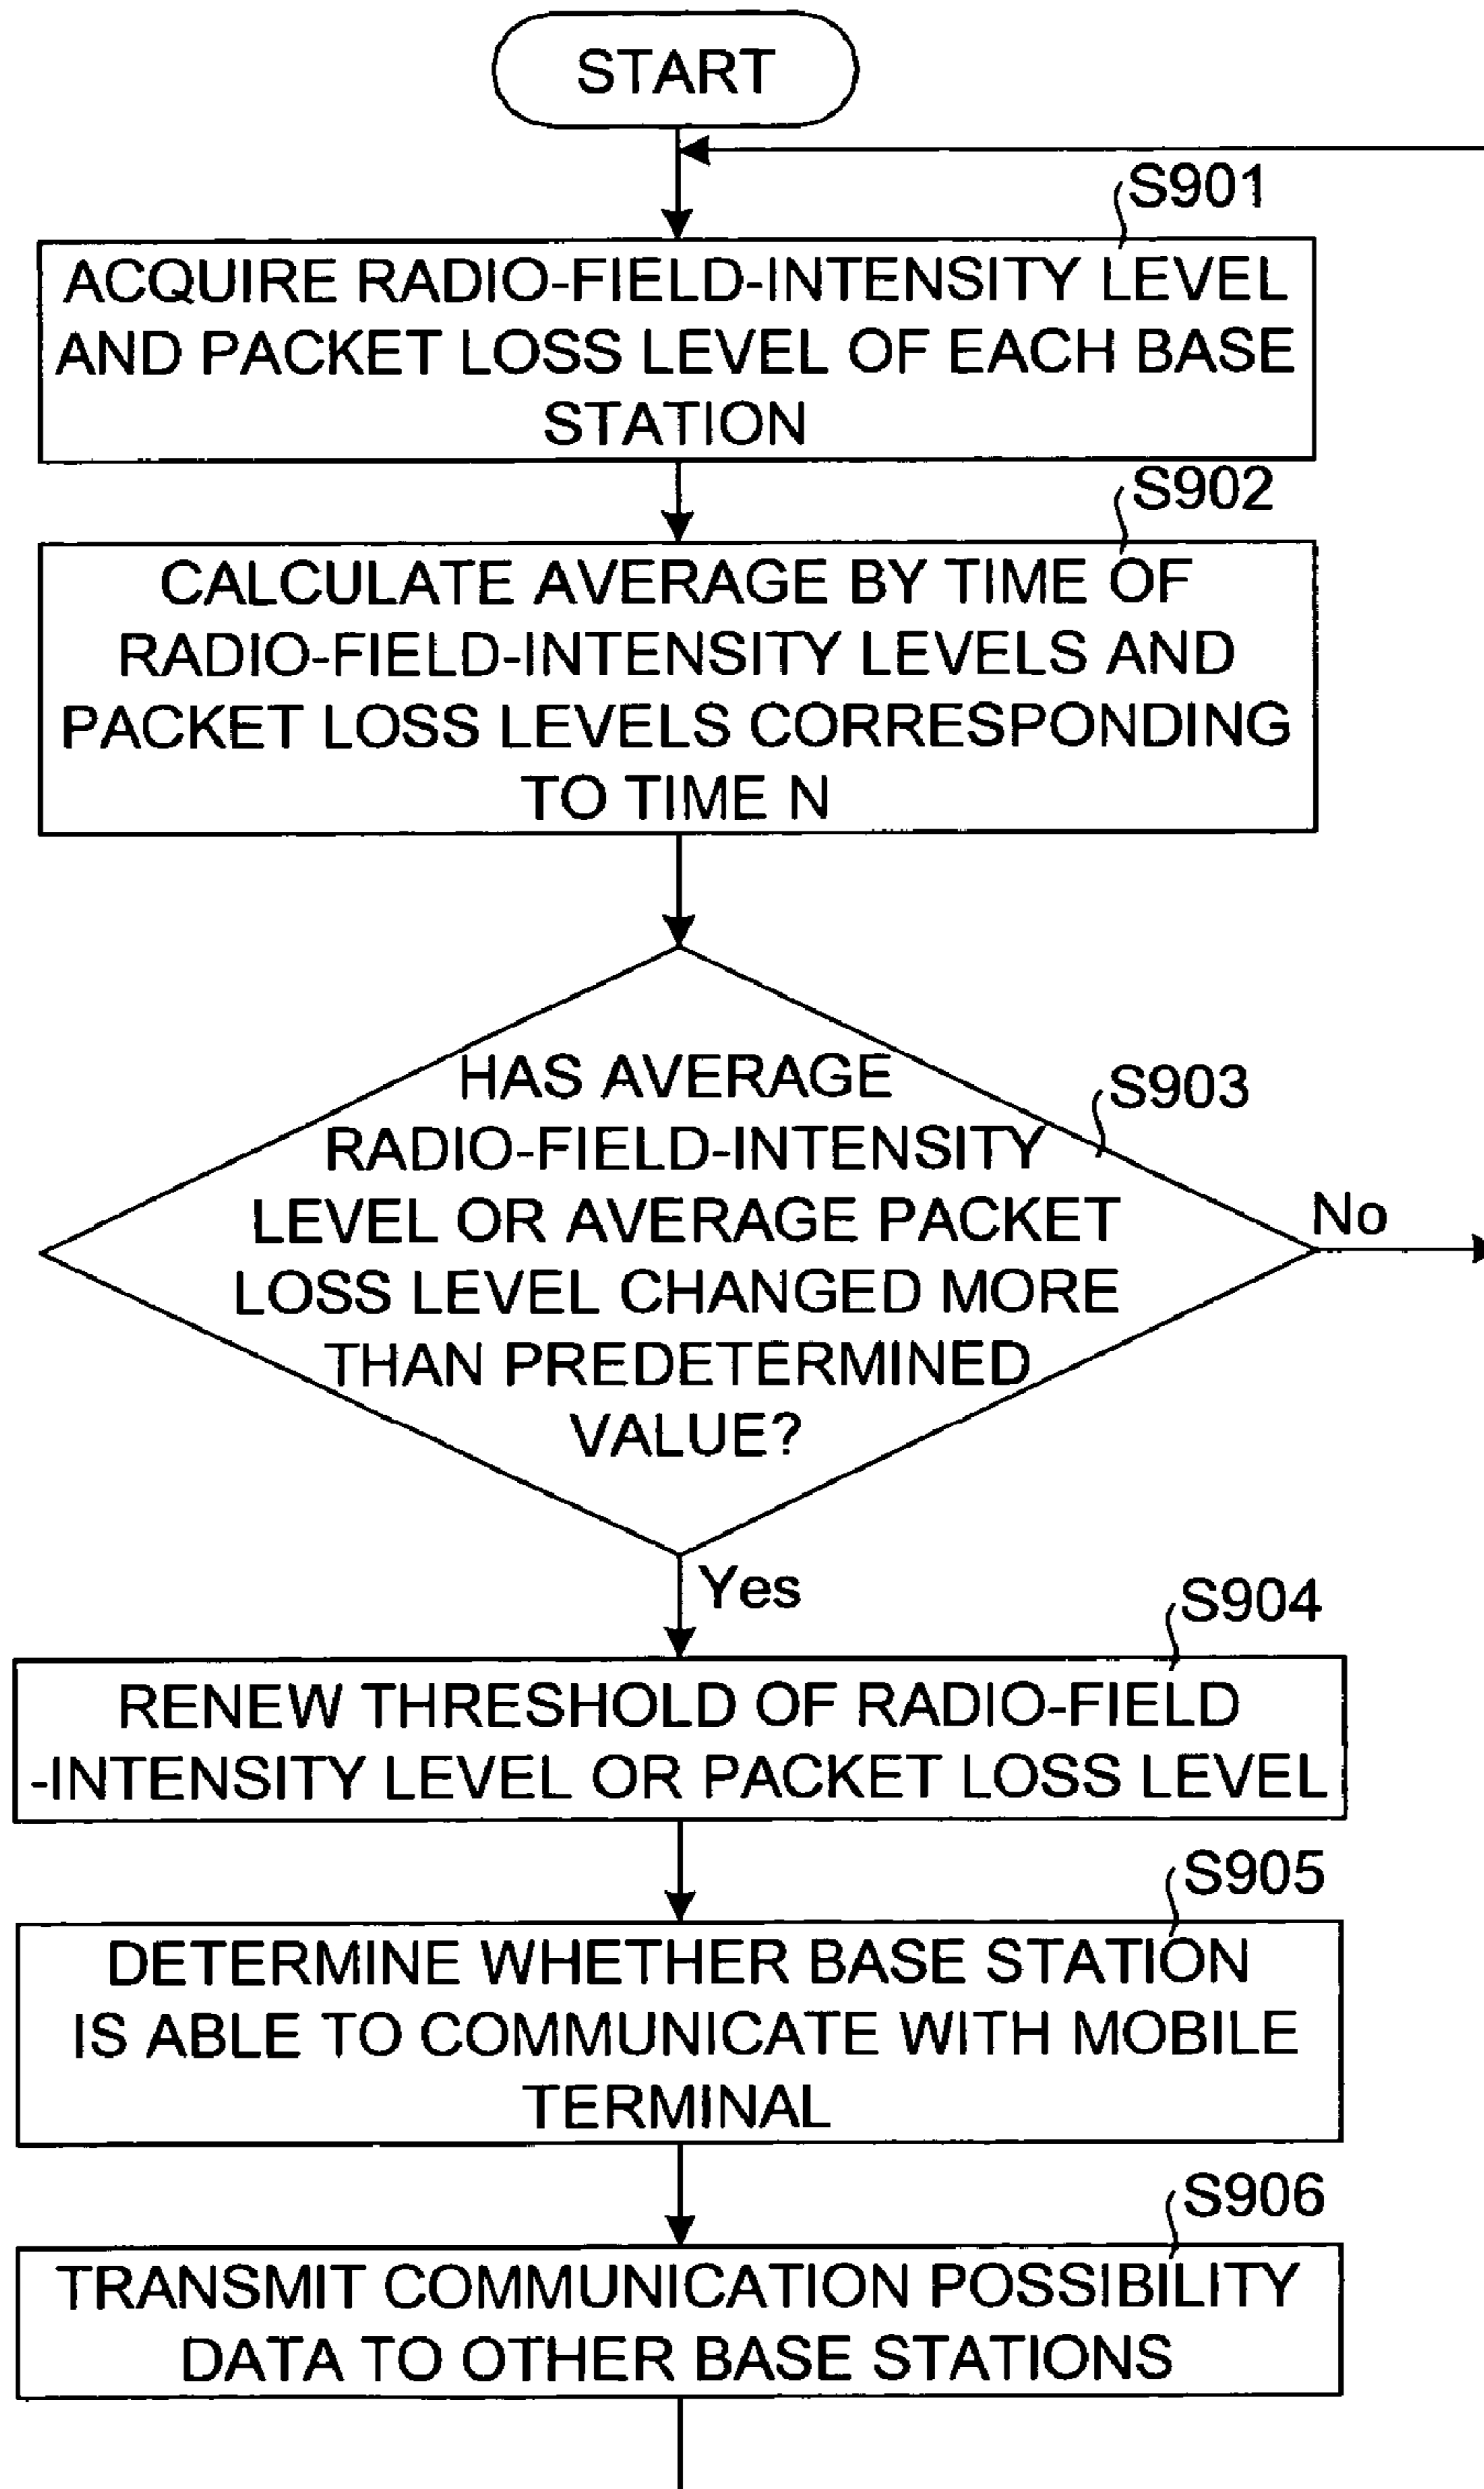 START
S901
ACQUIRE RADIO-FIELD-INTENSITY LEVEL
AND PACKET LOSS LEVEL OF EACH BASE
STATION
S902
CALCULATE AVERAGE BY TIME OF
RADIO-FIELD-INTENSITY LEVELS AND
PACKET LOSS LEVELS CORRESPONDING
TO TIME N
HAS AVERAGE
S903
RADIO-FIELD-INTENSITY
LEVEL OR AVERAGE PACKET
No
LOSS LEVEL CHANGED MORE
THAN PREDETERMINED
VALUE?
Yes
S904
RENEW THRESHOLD OF RADIO-FIELD
-INTENSITY LEVEL OR PACKET LOSS LEVEL
S905
DETERMINE WHETHER BASE STATION
IS ABLE TO COMMUNICATE WITH MOBILE
TERMINAL
S906
TRANSMIT COMMUNICATION POSSIBILITY
DATA TO OTHER BASE STATIONS